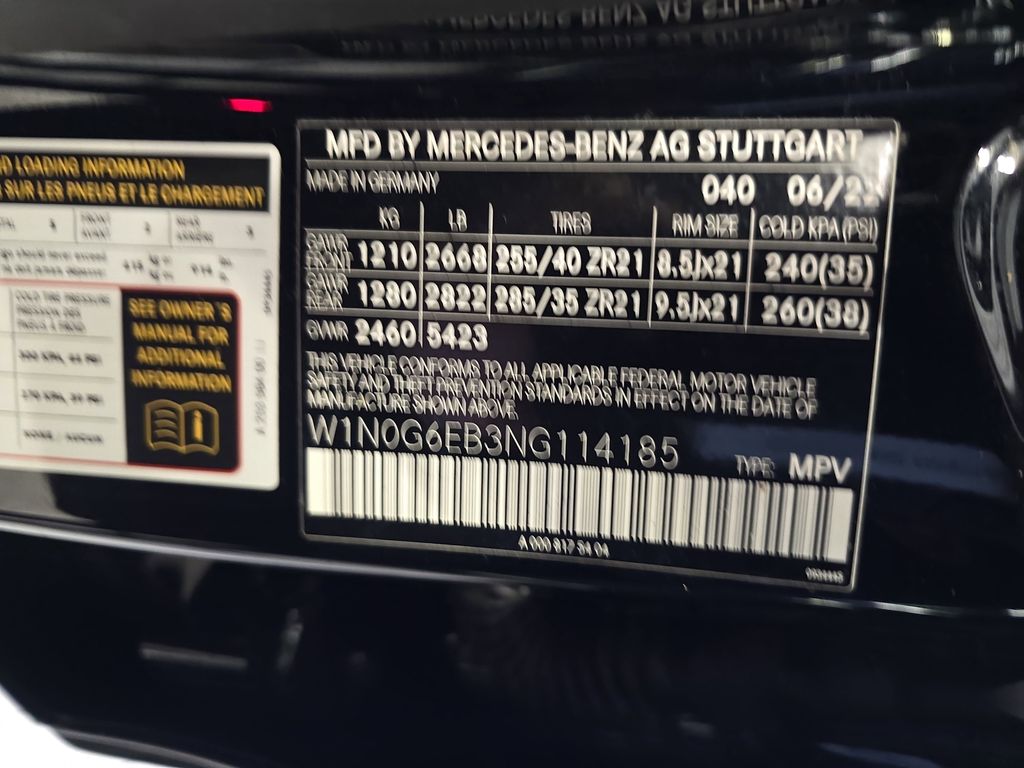 D LOADING INFORMATION
SUR LES PNEUS ET LE CHARGEMENT
SEE OWNER'S
MANUAL FOR
ADDITIONAL
INFORMATION
MFD BY MERCEDES-BENZ AG STUTTGART
MADE IN GERMANY 040 06/22
KG LB TIRES RIM SIZE COLD KPA (PSI)
GAWR FRONT 1210 2668 255/40 ZR21 8.5Jx21 240(35)
GAWR REAR 1280 2822 285/35 ZR21 9.5Jx21 260(38)
GVWR 2460 5423
THIS VEHICLE CONFORMS TO ALL APPLICABLE FEDERAL MOTOR VEHICLE
SAFETY AND THEFT PREVENTION STANDARDS IN EFFECT ON THE DATE OF
MANUFACTURE SHOWN ABOVE.
W1N0G6EB3NG114185 TYPE: MPV
A 000 817 54 04